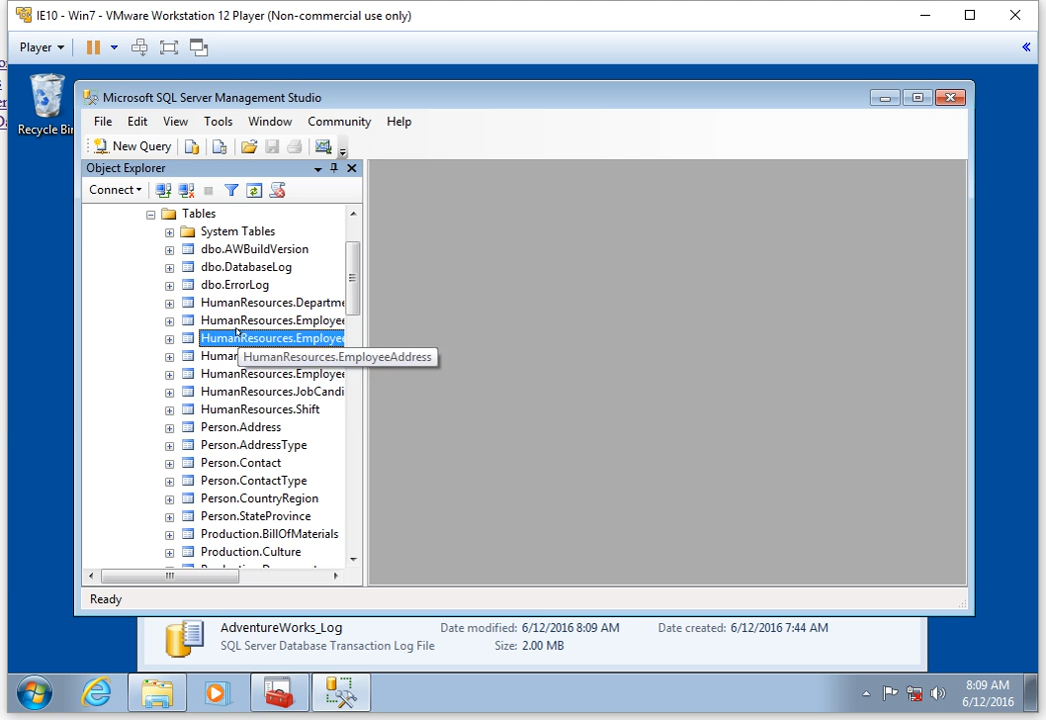 IE10 - Win7 - VMware Workstation 12 Player (Non-commercial use only)
Player
Recycle Bin
Microsoft SQL Server Management Studio
File Edit View Tools Window Community Help
New Query
Object Explorer
Connect
Tables
System Tables
dbo.AWBuildVersion
dbo.DatabaseLog
dbo.ErrorLog
HumanResources.Departme
HumanResources.Employee
HumanResources.Employee
Human
HumanResources.EmployeeAddress
HumanResources.Employee
HumanResources.JobCandi
HumanResources.Shift
Person.Address
Person.AddressType
Person.Contact
Person.ContactType
Person.CountryRegion
Person.StateProvince
Production.BillOfMaterials
Production.Culture
Ready
AdventureWorks_Log Date modified: 6/12/2016 8:09 AM Date created: 6/12/2016 7:44 AM
SQL Server Database Transaction Log File Size: 2.00 MB
8:09 AM
6/12/2016